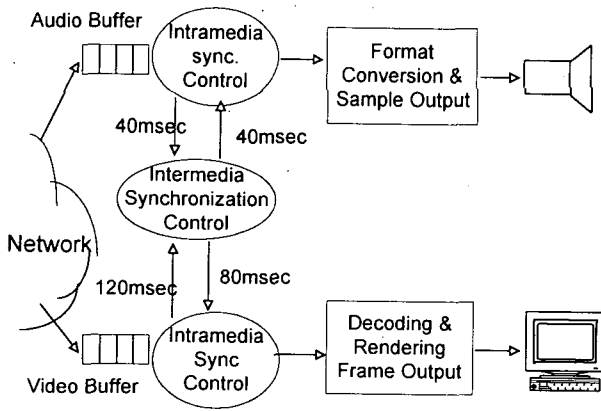 Audio Buffer
Intramedia
sync.
Control
Format
Conversion &
Sample Output
40msec
40msec
Intermedia
Synchronization
Control
Network
120msec
80msec
Intramedia
Sync
Control
Decoding &
Rendering
Frame Output
Video Buffer